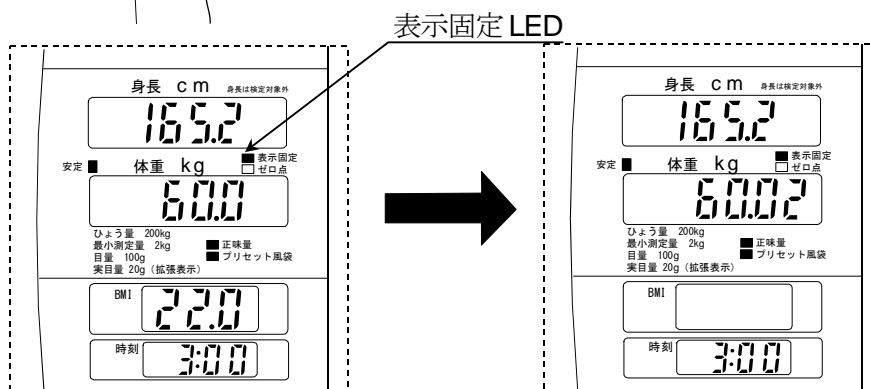 表示固定 LED
身長 cm 身長は検定対象外
165.2
安定 体重 kg 表示固定
ゼロ点
60.0
ひょう量 200kg
最小測定量 2kg 正味量
目量 100g プリセット風袋
実目量 20g (拡張表示)
BMI 22.0
時刻 3:00
身長 cm 身長は検定対象外
165.2
安定 体重 kg 表示固定
ゼロ点
60.02
ひょう量 200kg
最小測定量 2kg 正味量
目量 100g プリセット風袋
実目量 20g (拡張表示)
BMI
時刻 3:00